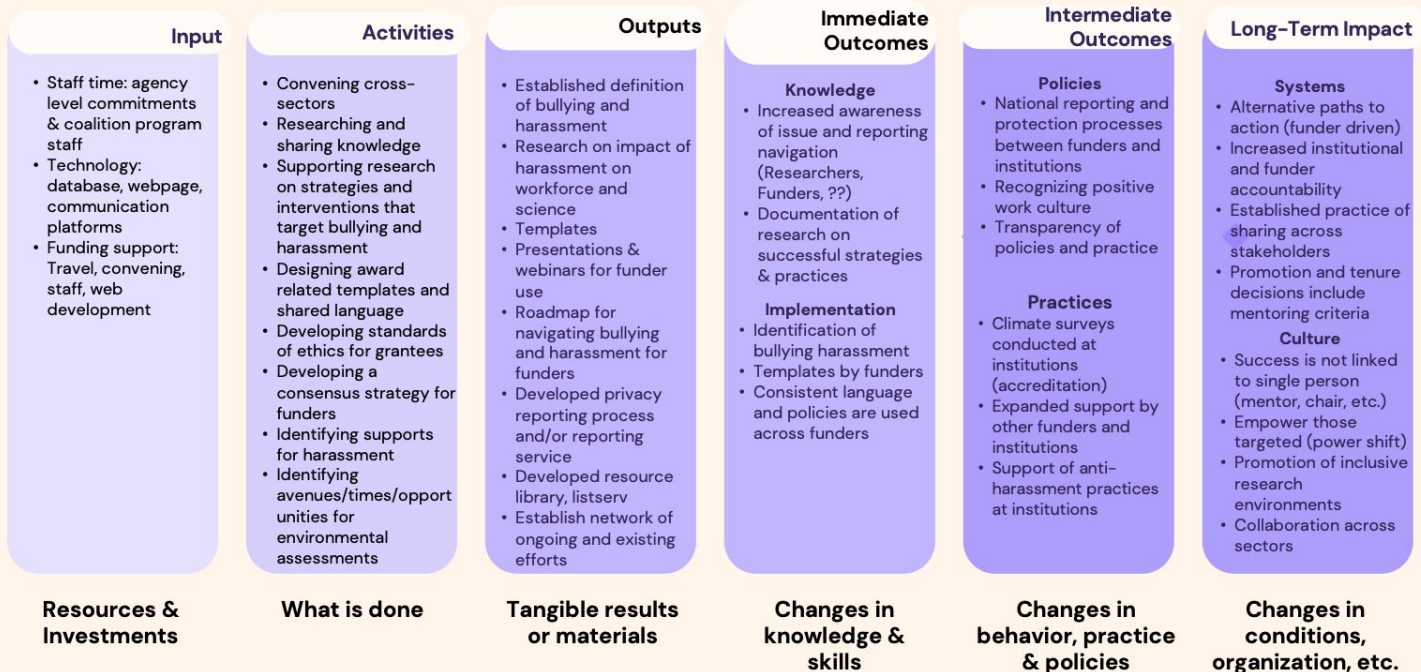 Input
• Staff time: agency
level commitments
& coalition program
staff
• Technology:
database, webpage,
communication
platforms
• Funding support:
Travel, convening,
staff, web
development
Resources &
Investments
Activities
• Convening cross-
sectors
• Researching and
sharing knowledge
• Supporting research
on strategies and
interventions that
target bullying and
harassment
• Designing award
related templates and
shared language
• Developing standards
of ethics for grantees
• Developing a
consensus strategy for
funders
• Identifying supports
for harassment
• Identifying
avenues/times/opport
unities for
environmental
assessments
What is done
Outputs
• Established definition
of bullying and
harassment
• Research on impact of
harassment on
workforce and
science
• Templates
• Presentations &
webinars for funder
use
• Roadmap for
navigating bullying
and harassment for
funders
• Developed privacy
reporting process
and/or reporting
service
• Developed resource
library, listserv
• Establish network of
ongoing and existing
efforts
Tangible results
or materials
Immediate
Outcomes
Knowledge
• Increased awareness
of issue and reporting
navigation
(Researchers,
Funders, ??)
• Documentation of
research on
successful strategies
& practices
Implementation
• Identification of
bullying harassment
• Templates by funders
• Consistent language
and policies are used
across funders
Changes in
knowledge &
skills
Intermediate
Outcomes
Policies
• National reporting and
protection processes
between funders and
institutions
• Recognizing positive
work culture
• Transparency of
policies and practice
Practices
• Climate surveys
conducted at
institutions
(accreditation)
• Expanded support by
other funders and
institutions
• Support of anti-
harassment practices
at institutions
Changes in
behavior, practice
& policies
Long-Term Impact
Systems
• Alternative paths to
action (funder driven)
• Increased institutional
and funder
accountability
• Established practice of
sharing across
stakeholders
• Promotion and tenure
decisions include
mentoring criteria
Culture
• Success is not linked
to single person
(mentor, chair, etc.)
• Empower those
targeted (power shift)
• Promotion of inclusive
research
environments
• Collaboration across
sectors
Changes in
conditions,
organization, etc.